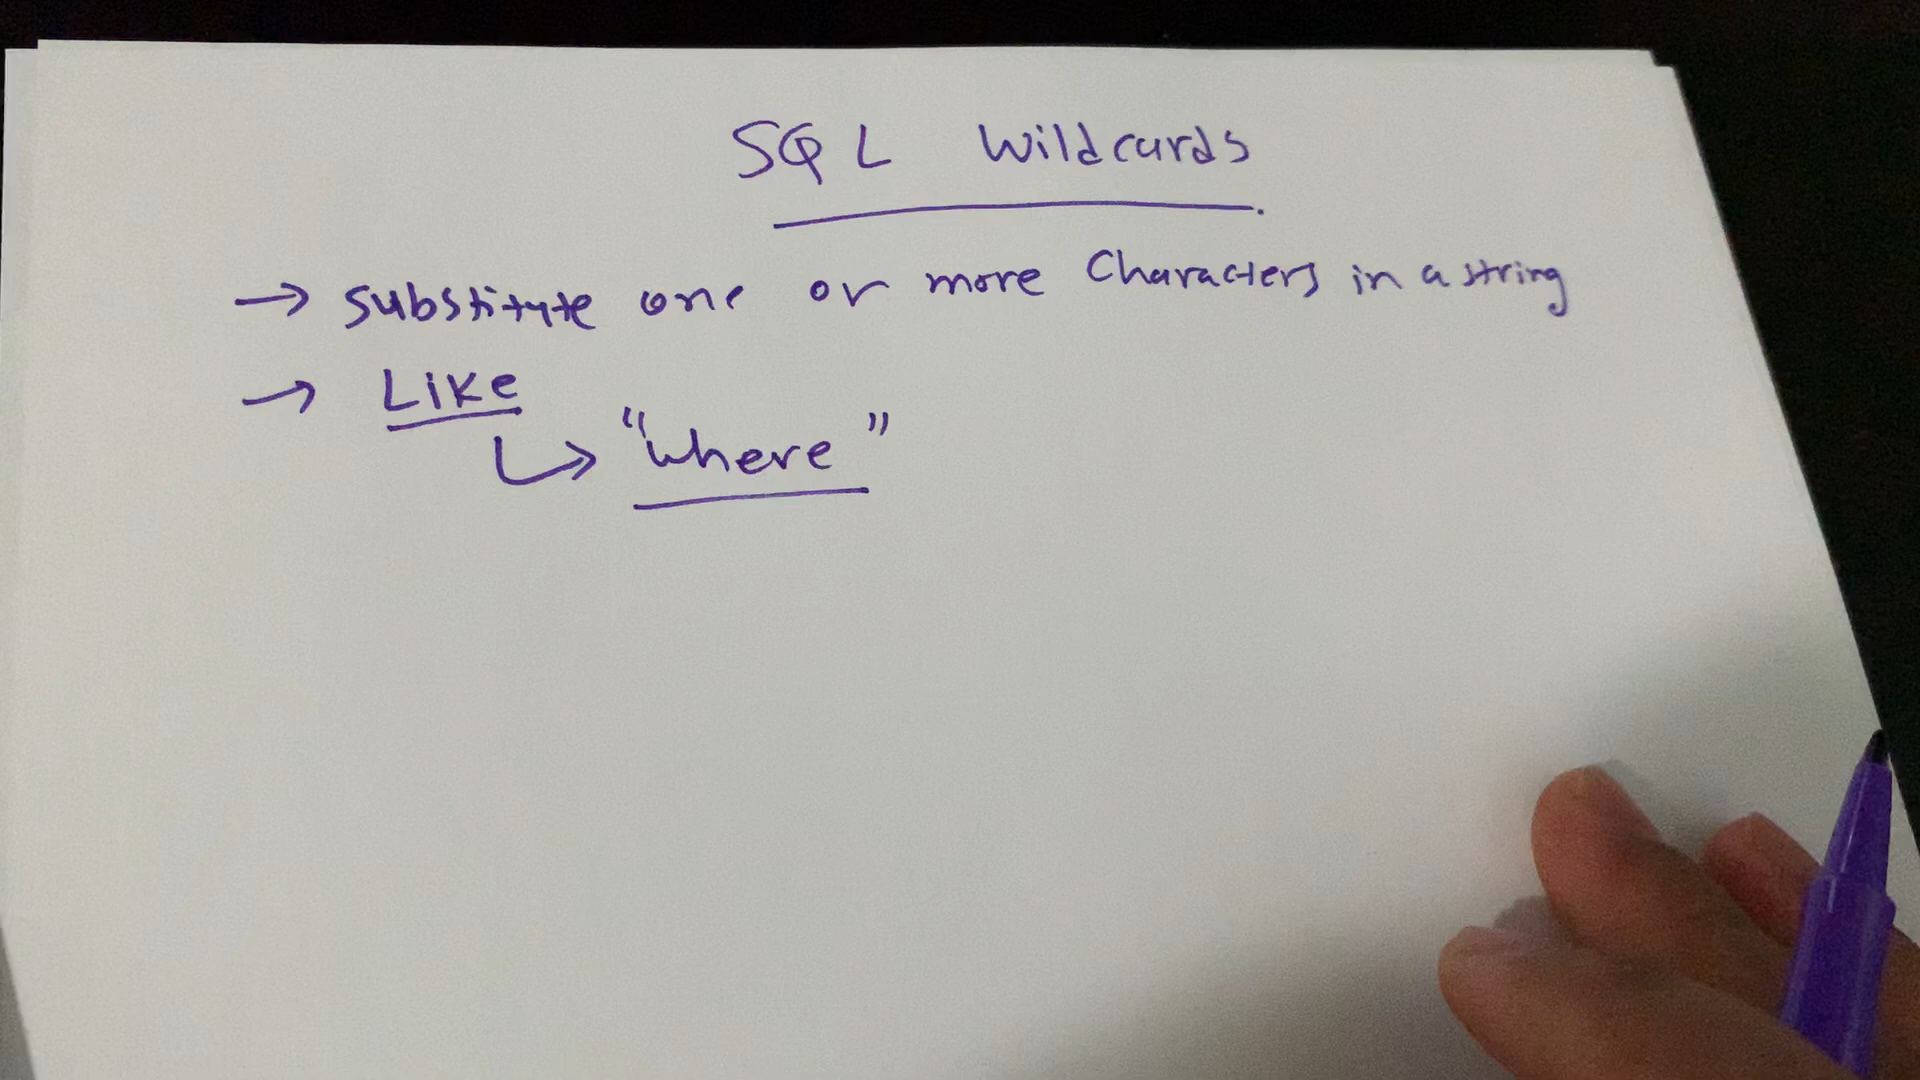 SQL Wildcards
→ Substitute one or more Characters in a string
→ Like
↳ "where"